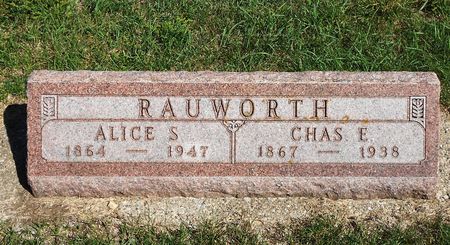 RAUWORTH
ALICE S CHAS E
1864 — 1947 1867 — 1938